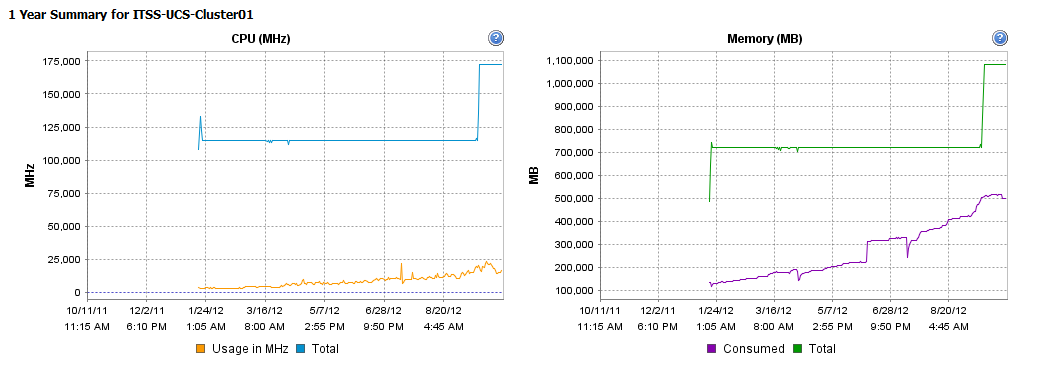 1 Year Summary for ITSS-UCS-Cluster01
CPU (MHz)
?
175,000
150,000
125,000
100,000
75,000
50,000
25,000
0
MHz
10/11/11 12/2/11 1/24/12 3/16/12 5/7/12 6/28/12 8/20/12
11:15 AM 6:10 PM 1:05 AM 8:00 AM 2:55 PM 9:50 PM 4:45 AM
Usage in MHz Total
Memory (MB)
?
1,100,000
1,000,000
900,000
800,000
700,000
600,000
500,000
400,000
300,000
200,000
100,000
MB
10/11/11 12/2/11 1/24/12 3/16/12 5/7/12 6/28/12 8/20/12
11:15 AM 6:10 PM 1:05 AM 8:00 AM 2:55 PM 9:50 PM 4:45 AM
Consumed Total